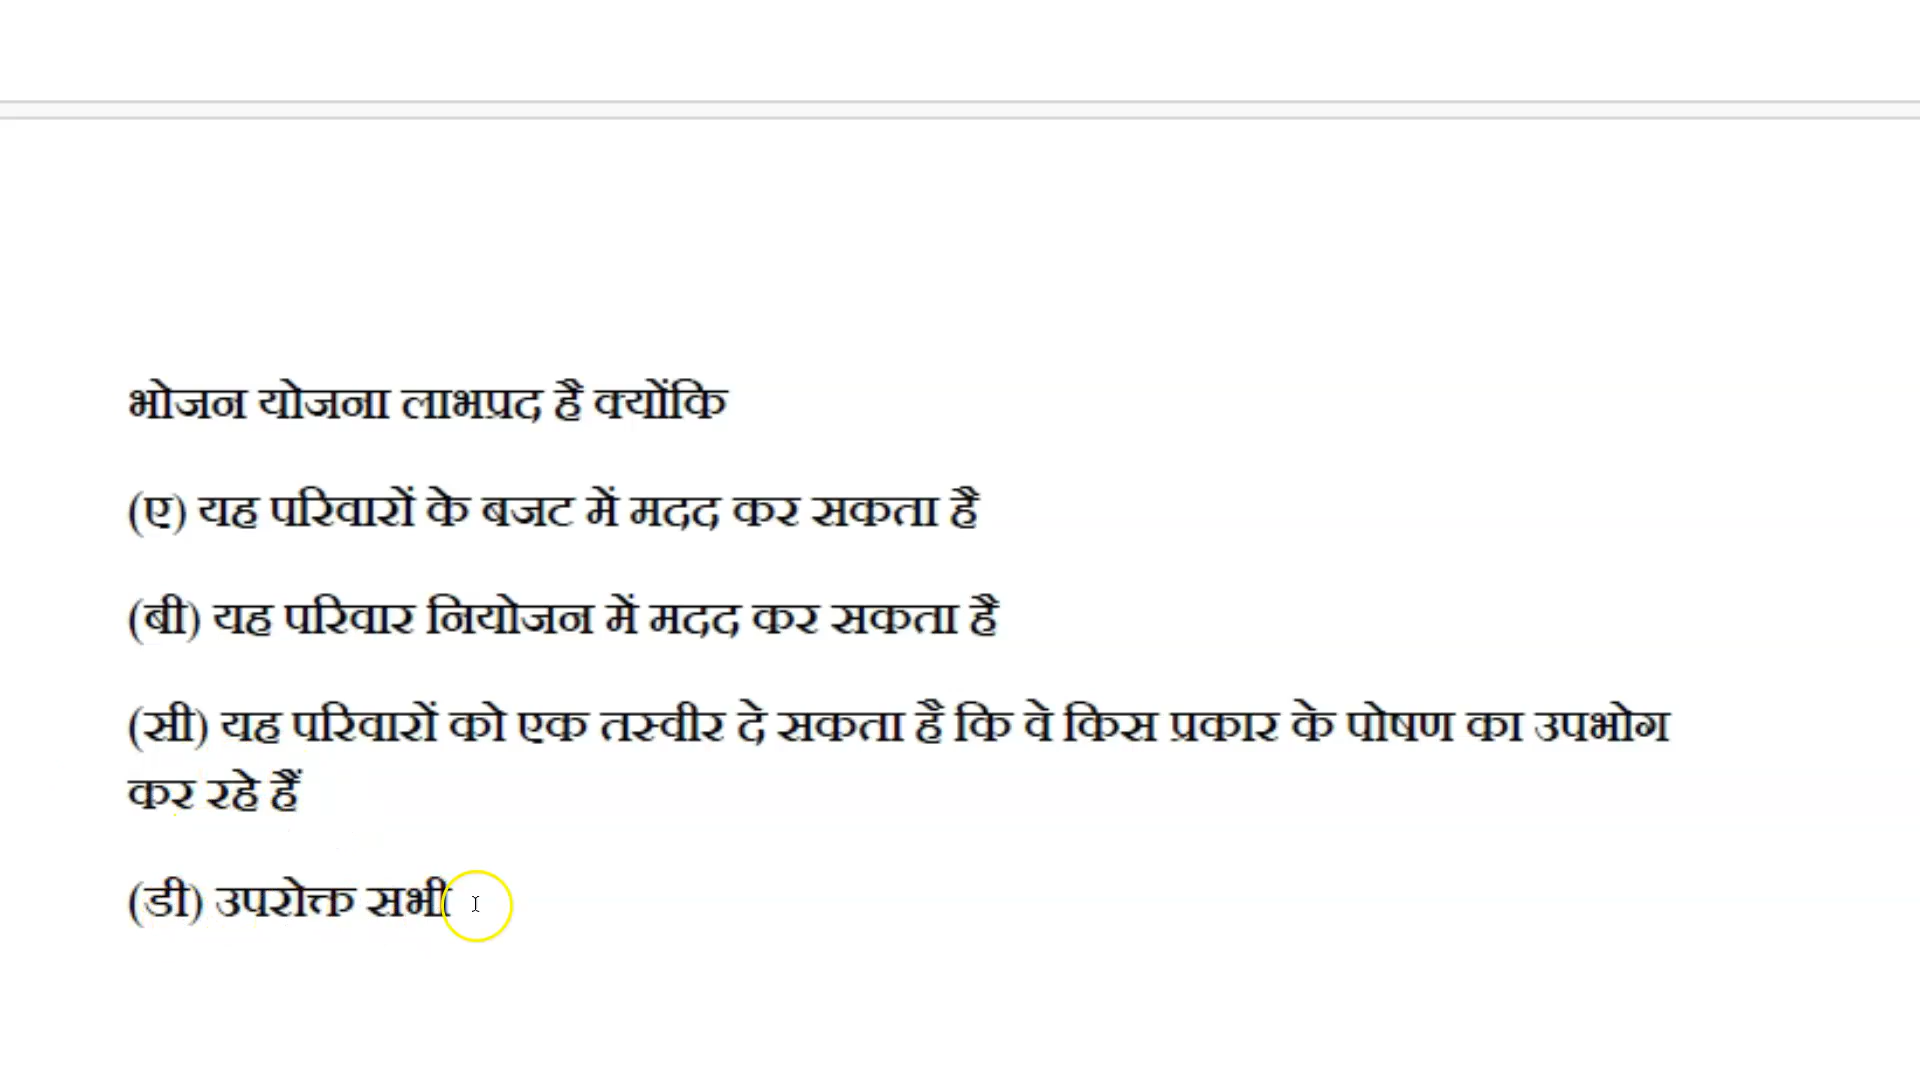 भोजन योजना लाभप्रद है क्योंकि
(ए) यह परिवारों के बजट में मदद कर सकता है
(बी) यह परिवार नियोजन में मदद कर सकता है
(सी) यह परिवारों को एक तस्वीर दे सकता है कि वे किस प्रकार के पोषण का उपभोग
कर रहे हैं
(डी) उपरोक्त सभी